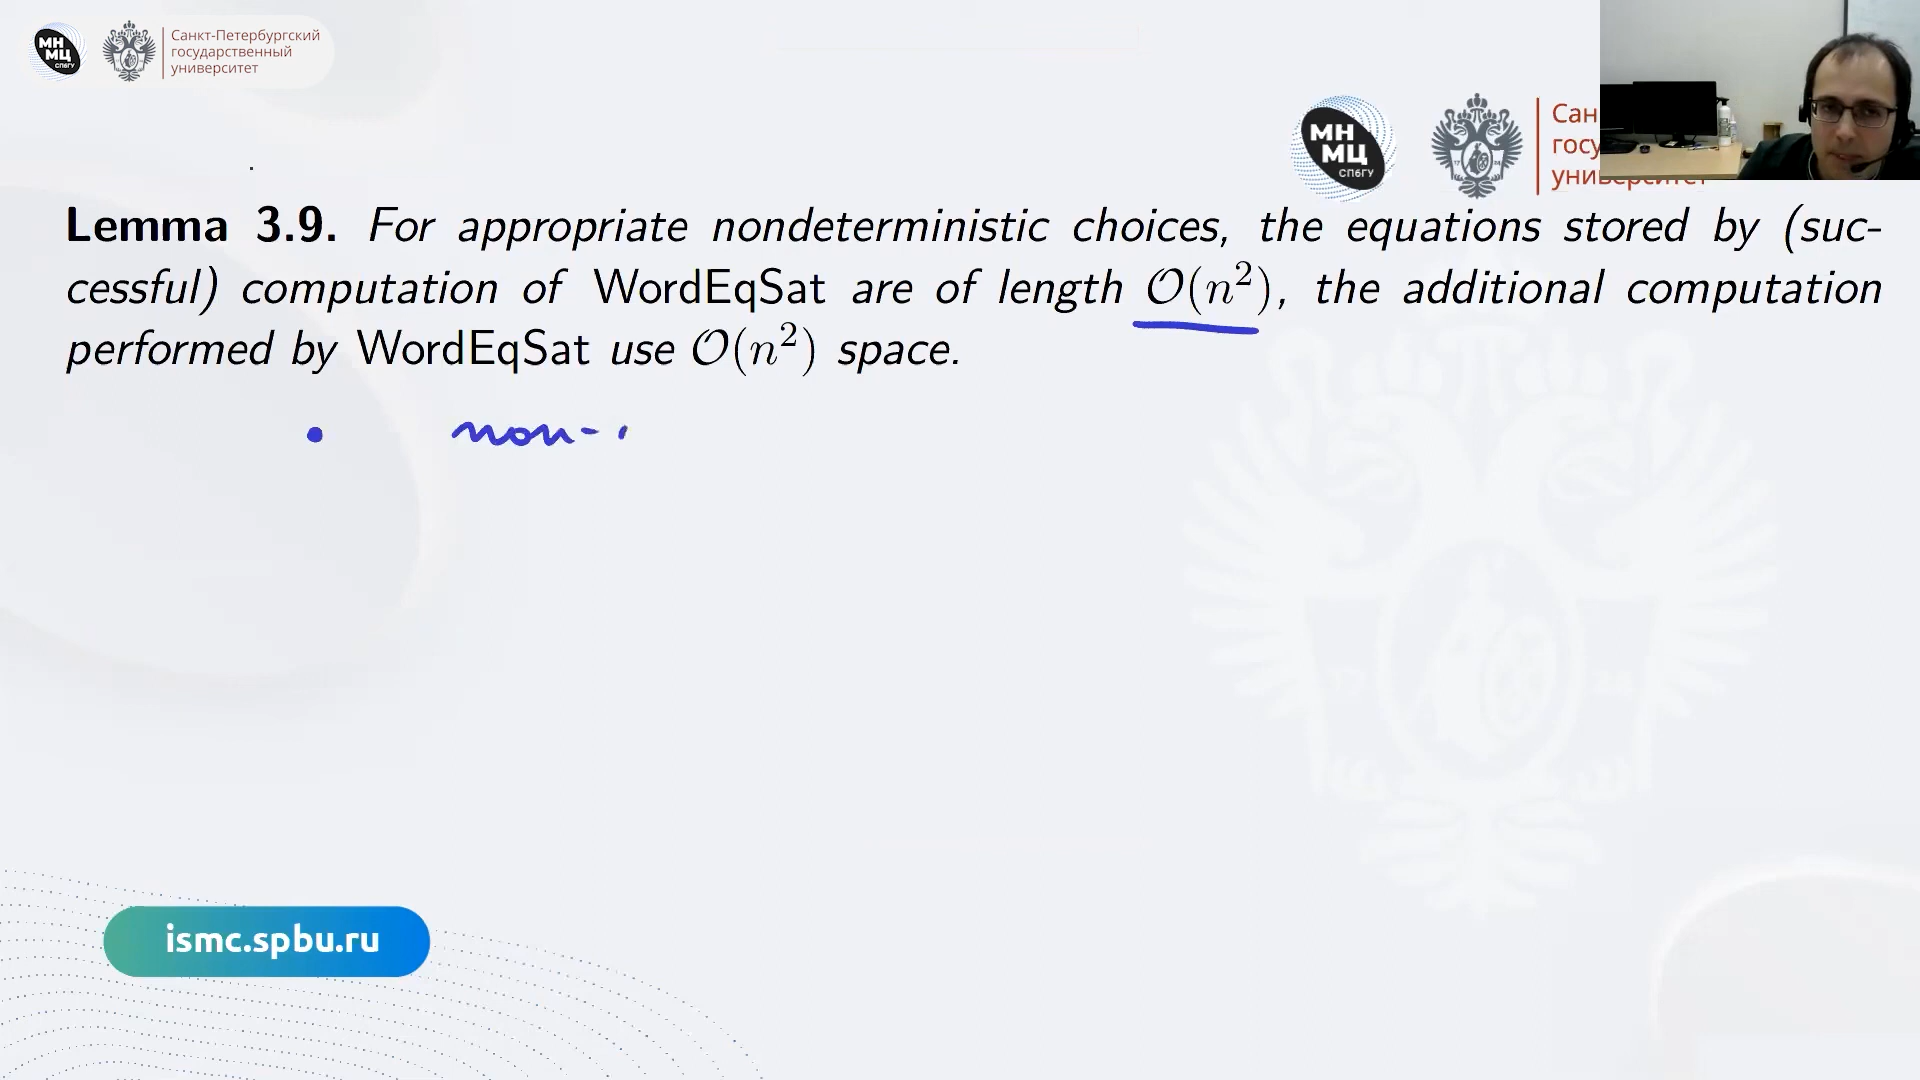 МН
МЦ
СПбГУ
Санкт-Петербургский
государственный
университет
МН
МЦ
СПбГУ
Сан
госу
университет
Lemma 3.9. For appropriate nondeterministic choices, the equations stored by (suc-
cessful) computation of WordEqSat are of length O(n²), the additional computation
performed by WordEqSat use O(n²) space.
• non-
ismc.spbu.ru